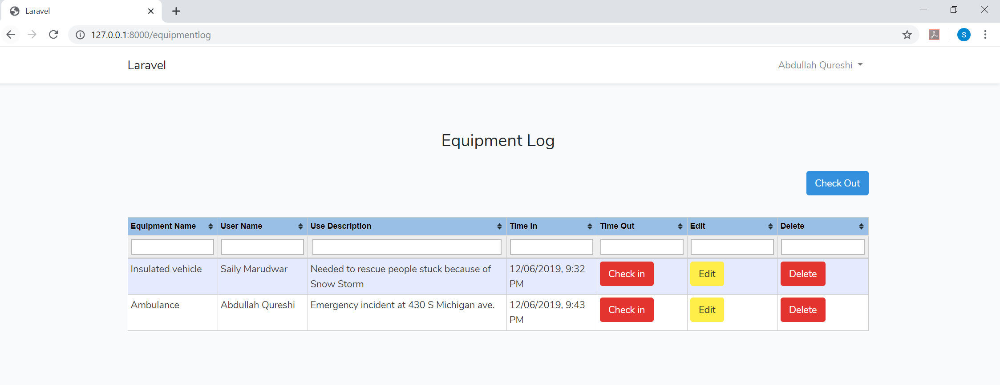 Laravel
127.0.0.1:8000/equipmentlog
S
Laravel
Abdullah Qureshi
Equipment Log
Check Out
Equipment Name User Name Use Description Time In Time Out Edit Delete
Insulated vehicle Saily Marudwar Needed to rescue people stuck because of 12/06/2019, 9:32 Check in Edit Delete
Snow Storm PM
Ambulance Abdullah Qureshi Emergency incident at 430 S Michigan ave. 12/06/2019, 9:43 Check in Edit Delete
PM